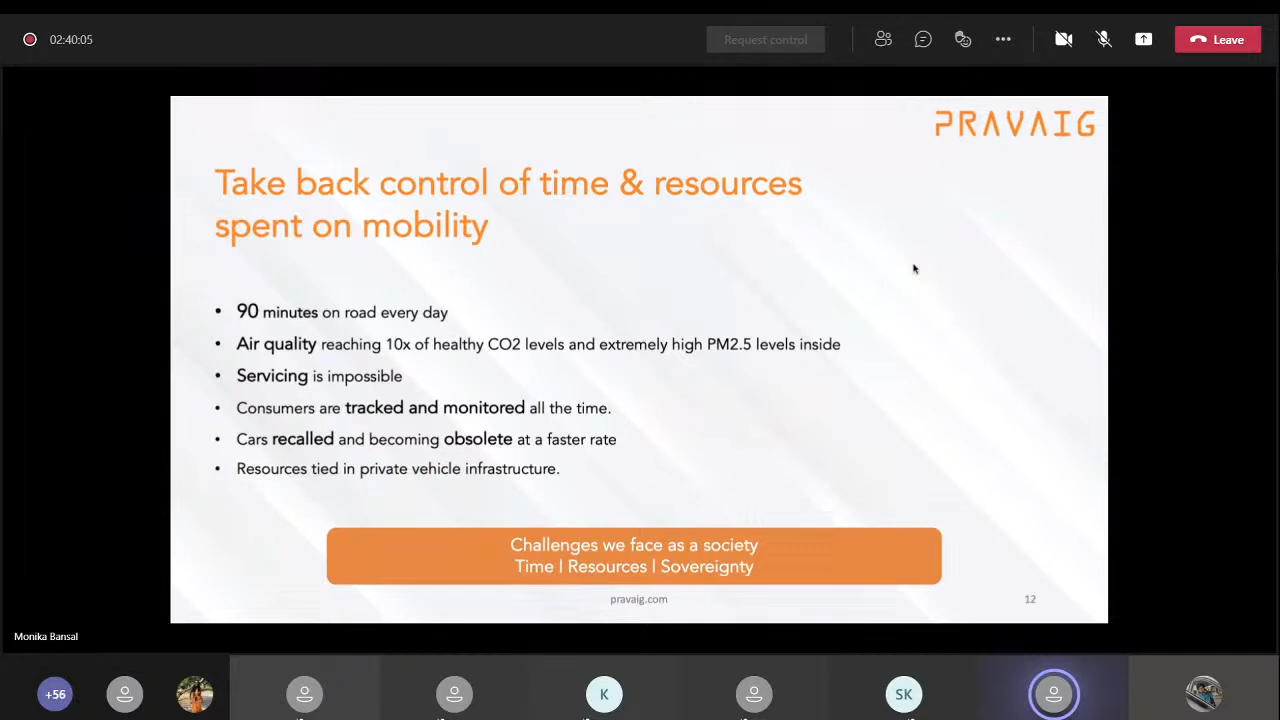 02:40:05
Request control
Leave
PRAVAIG
Take back control of time & resources
spent on mobility
• 90 minutes on road every day
• Air quality reaching 10x of healthy CO2 levels and extremely high PM2.5 levels inside
• Servicing is impossible
• Consumers are tracked and monitored all the time.
• Cars recalled and becoming obsolete at a faster rate
• Resources tied in private vehicle infrastructure.
Challenges we face as a society
Time | Resources | Sovereignty
pravaig.com
12
Monika Bansal
+56
K
SK